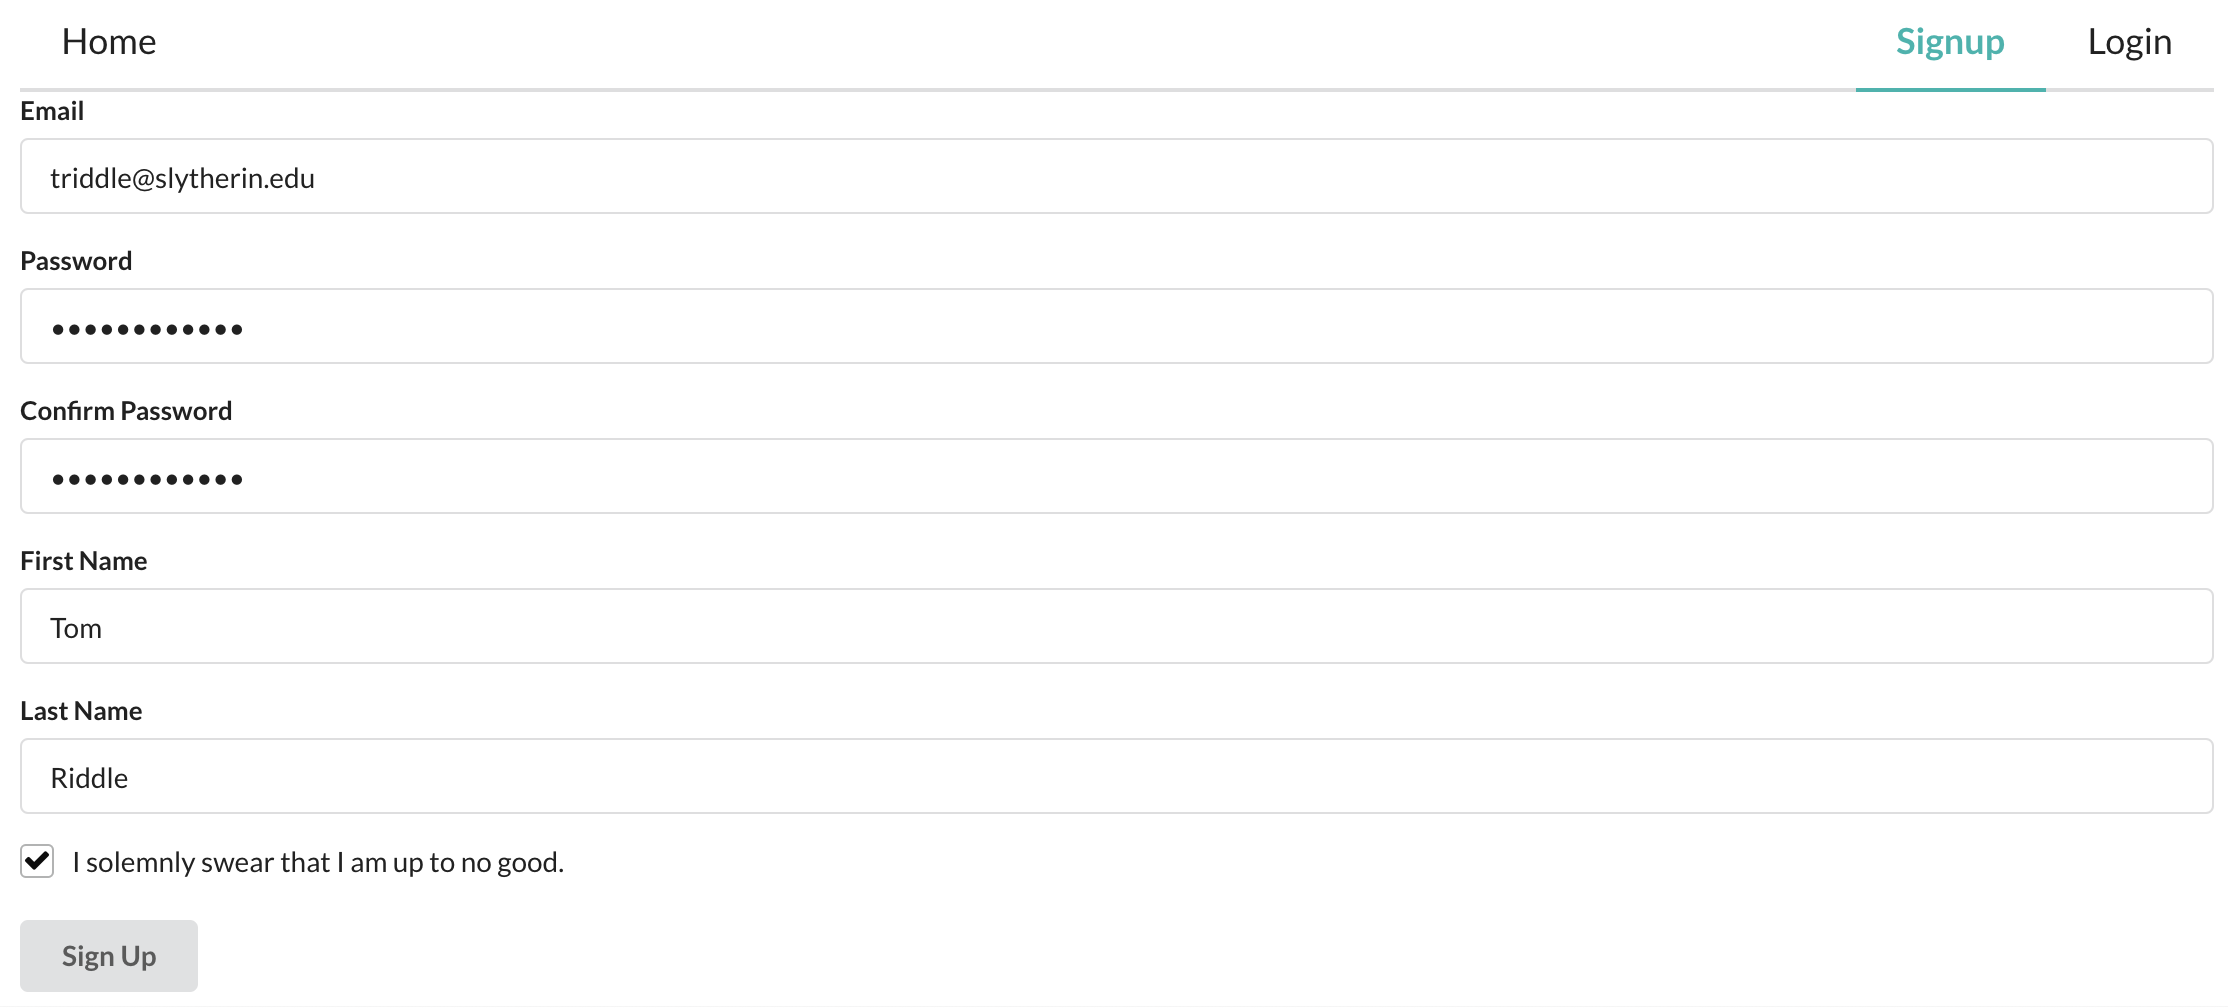 Home Signup Login
Email
triddle@slytherin.edu
Password
••••••••••••
Confirm Password
••••••••••••
First Name
Tom
Last Name
Riddle
I solemnly swear that I am up to no good.
Sign Up